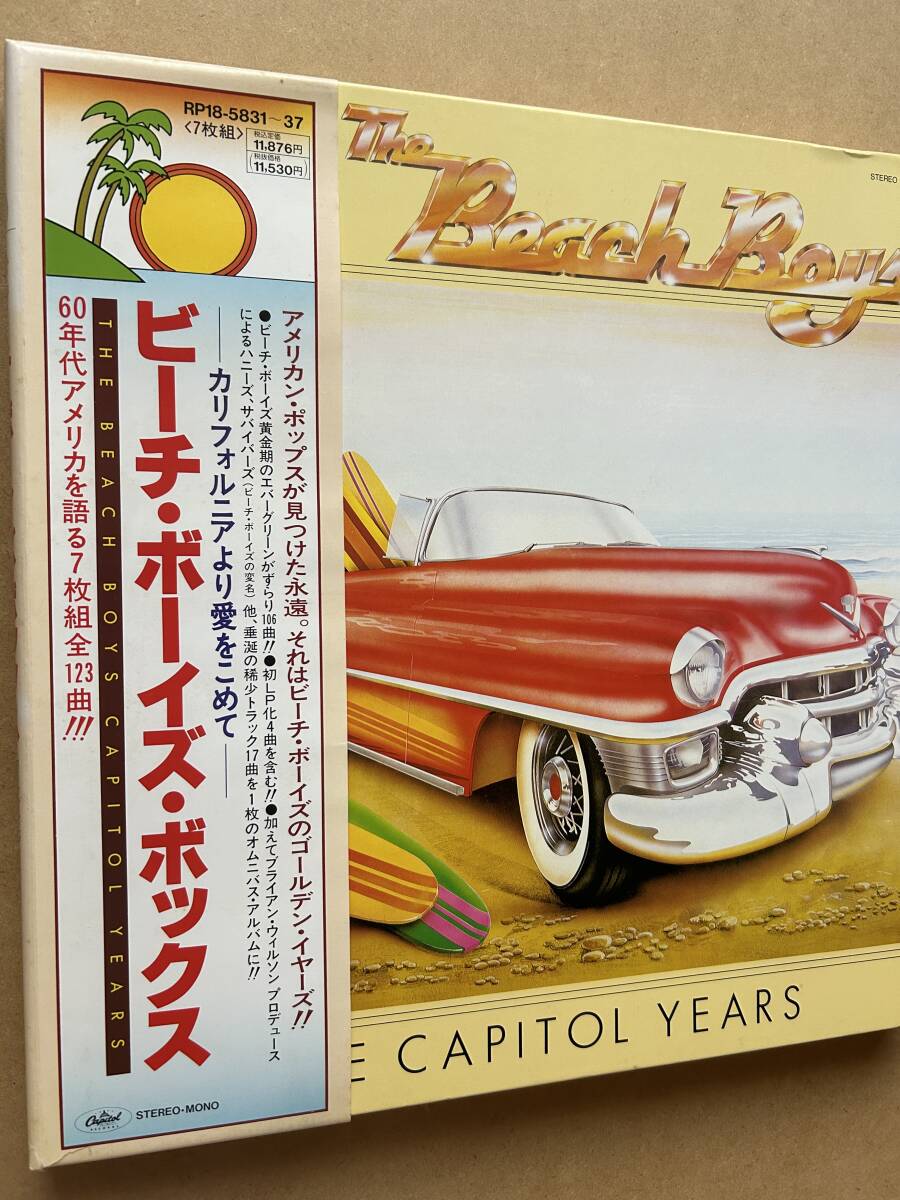 RP18-5831~37
〈7枚組〉
税込定価
11,876円
(税抜価格)
11,530円
アメリカン・ポップスが見つけた永遠。それはビーチ・ボーイズのゴールデン・イヤーズ!!
●ビーチ・ボーイズ黄金期のエバーグリーンがずらり106曲!!●初LP化4曲を含む!!●加えてブライアン・ウィルソン プロデュース
によるハニーズ、サバイバーズ(ビーチ・ボーイズの変名)他、垂涎の稀少トラック17曲を1枚のオムニバス・アルバムに!!
——カリフォルニアより愛をこめて——
ビーチ・ボーイズ・ボックス
THE BEACH BOYS CAPITOL YEARS
60年代アメリカを語る7枚組全123曲!!!
Capitol
RECORDS
STEREO・MONO
STEREO
The
Beach Boys
E CAPITOL YEARS